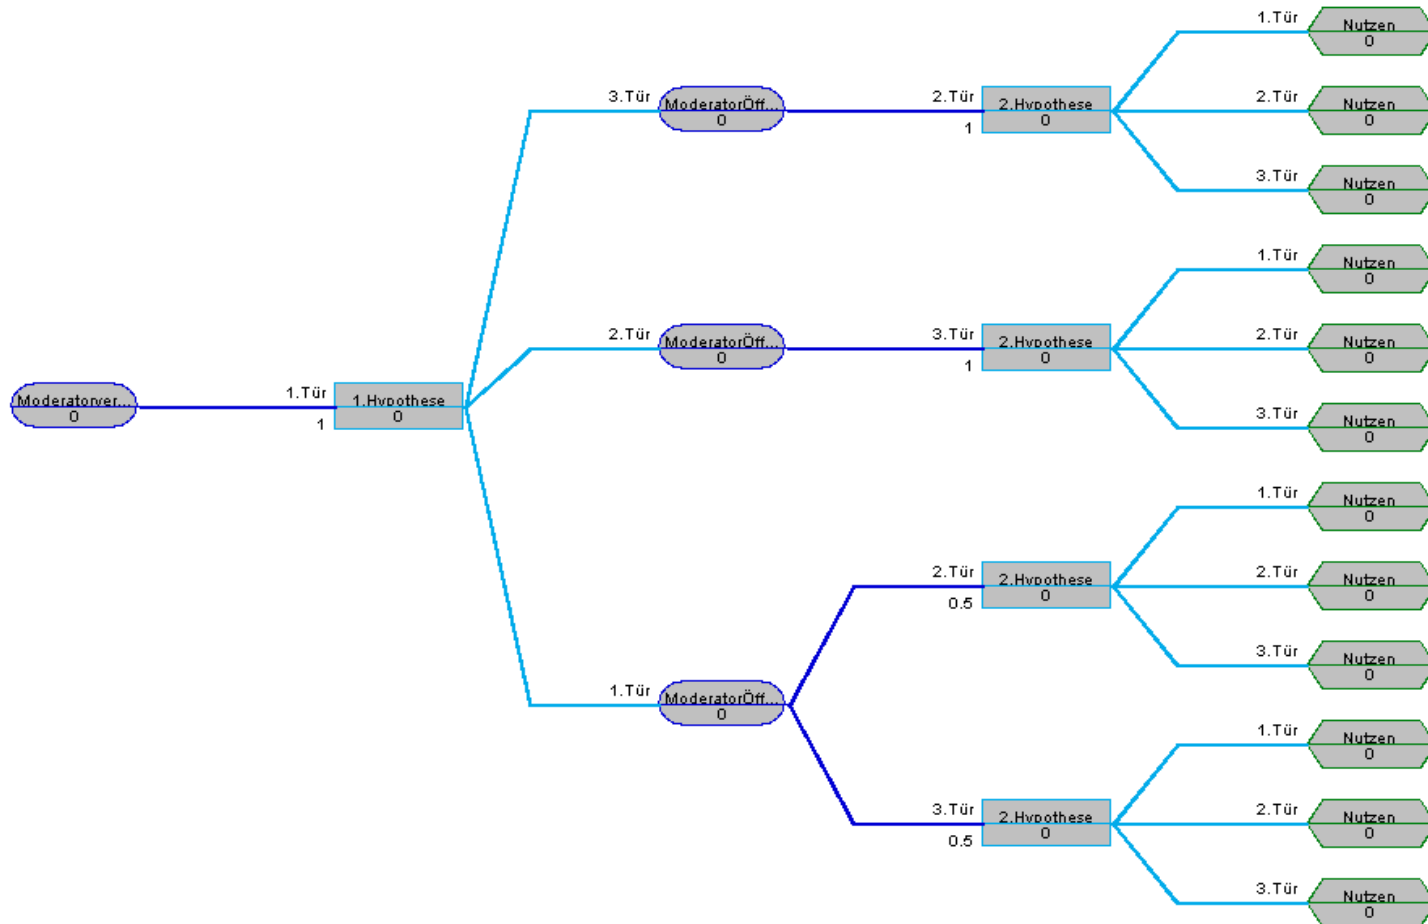 1.Tür
Nutzen
0
3.Tür
ModeratorÖff...
0
2.Tür
1
2.Hypothese
0
2.Tür
Nutzen
0
3.Tür
Nutzen
0
1.Tür
Nutzen
0
2.Tür
ModeratorÖff...
0
3.Tür
1
2.Hypothese
0
2.Tür
Nutzen
0
Moderatorver...
0
1.Tür
1
1.Hypothese
0
3.Tür
Nutzen
0
1.Tür
Nutzen
0
2.Tür
0.5
2.Hypothese
0
2.Tür
Nutzen
0
3.Tür
Nutzen
0
1.Tür
ModeratorÖff...
0
1.Tür
Nutzen
0
3.Tür
0.5
2.Hypothese
0
2.Tür
Nutzen
0
3.Tür
Nutzen
0